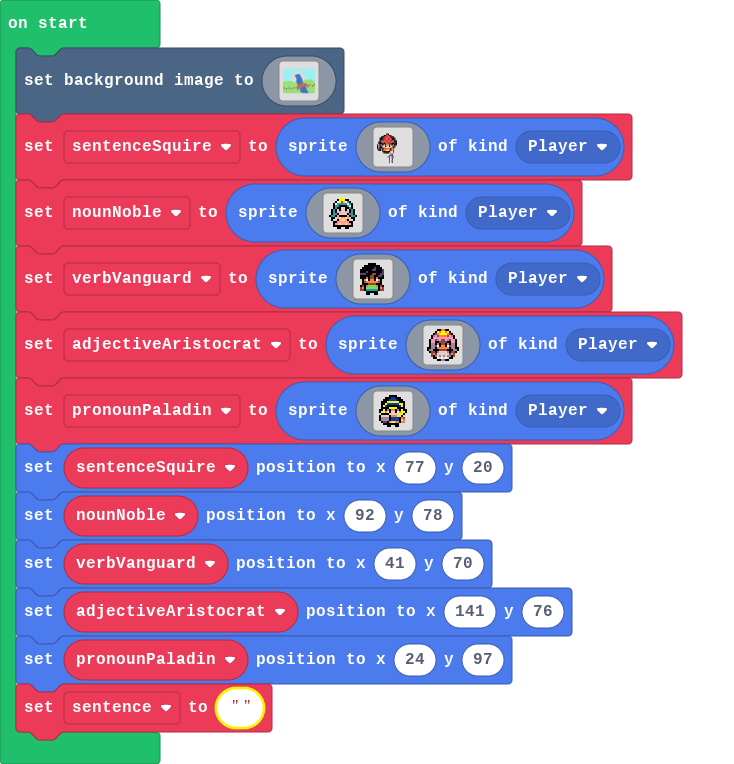 on start
set background image to
set sentenceSquire to sprite of kind Player
set nounNoble to sprite of kind Player
set verbVanguard to sprite of kind Player
set adjectiveAristocrat to sprite of kind Player
set pronounPaladin to sprite of kind Player
set sentenceSquire position to x 77 y 20
set nounNoble position to x 92 y 78
set verbVanguard position to x 41 y 70
set adjectiveAristocrat position to x 141 y 76
set pronounPaladin position to x 24 y 97
set sentence to " "